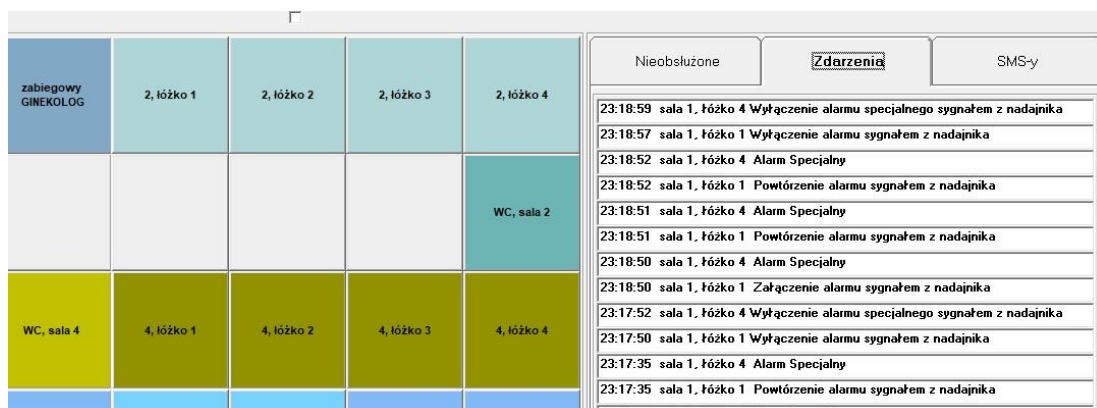 zabiegowy
GINEKOLOG
2, łóżko 1
2, łóżko 2
2, łóżko 3
2, łóżko 4
WC, sala 2
WC, sala 4
4, łóżko 1
4, łóżko 2
4, łóżko 3
4, łóżko 4
Nieobsłużone
Zdarzenia
SMS-y
23:18:59 sala 1, łóżko 4 Wyłączenie alarmu specjalnego sygnałem z nadajnika
23:18:57 sala 1, łóżko 1 Wyłączenie alarmu sygnałem z nadajnika
23:18:52 sala 1, łóżko 4 Alarm Specjalny
23:18:52 sala 1, łóżko 1 Powtórzenie alarmu sygnałem z nadajnika
23:18:51 sala 1, łóżko 4 Alarm Specjalny
23:18:51 sala 1, łóżko 1 Powtórzenie alarmu sygnałem z nadajnika
23:18:50 sala 1, łóżko 4 Alarm Specjalny
23:18:50 sala 1, łóżko 1 Załączenie alarmu sygnałem z nadajnika
23:17:52 sala 1, łóżko 4 Wyłączenie alarmu specjalnego sygnałem z nadajnika
23:17:50 sala 1, łóżko 1 Wyłączenie alarmu sygnałem z nadajnika
23:17:35 sala 1, łóżko 4 Alarm Specjalny
23:17:35 sala 1, łóżko 1 Powtórzenie alarmu sygnałem z nadajnika